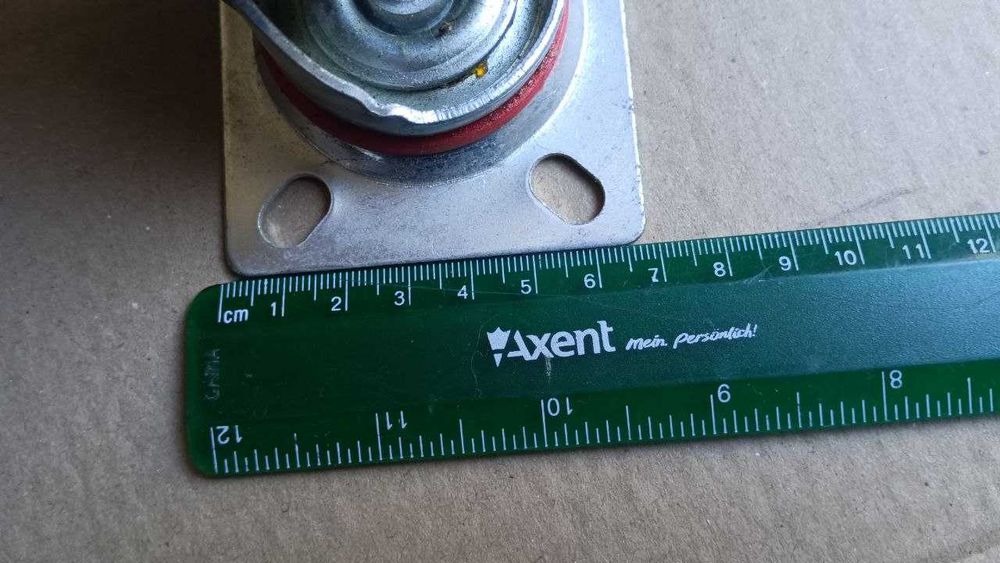 cm 1 2 3 4 5 6 7 8 9 10 11 12
Axent mein. persönlich!
12 11 10 9 8